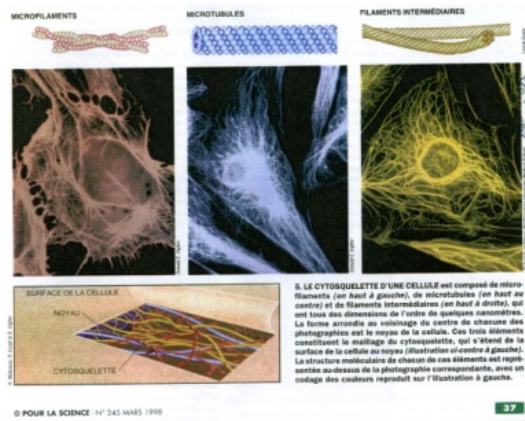 MICROFILAMENTS
MICROTUBULES
FILAMENTS INTERMÉDIAIRES
SURFACE DE LA CELLULE
NOYAU
CYTOSQUELETTE
5. LE CYTOSQUELETTE D'UNE CELLULE est composé de micro-
filaments (en haut à gauche), de microtubules (en haut au
centre) et de filaments intermédiaires (en haut à droite), qui
ont tous des dimensions de l'ordre de quelques nanomètres.
La forme arrondie au voisinage du centre de chacune des
photographies est le noyau de la cellule. Ces trois éléments
constituent le maillage du cytosquelette, qui s'étend de la
surface de la cellule au noyau (illustration ci-contre à gauche).
La structure moléculaire de chacun de ces éléments est repré-
sentée au-dessus de la photographie correspondante, avec un
codage des couleurs reproduit sur l'illustration à gauche.
© POUR LA SCIENCE - N° 245 MARS 1998
37